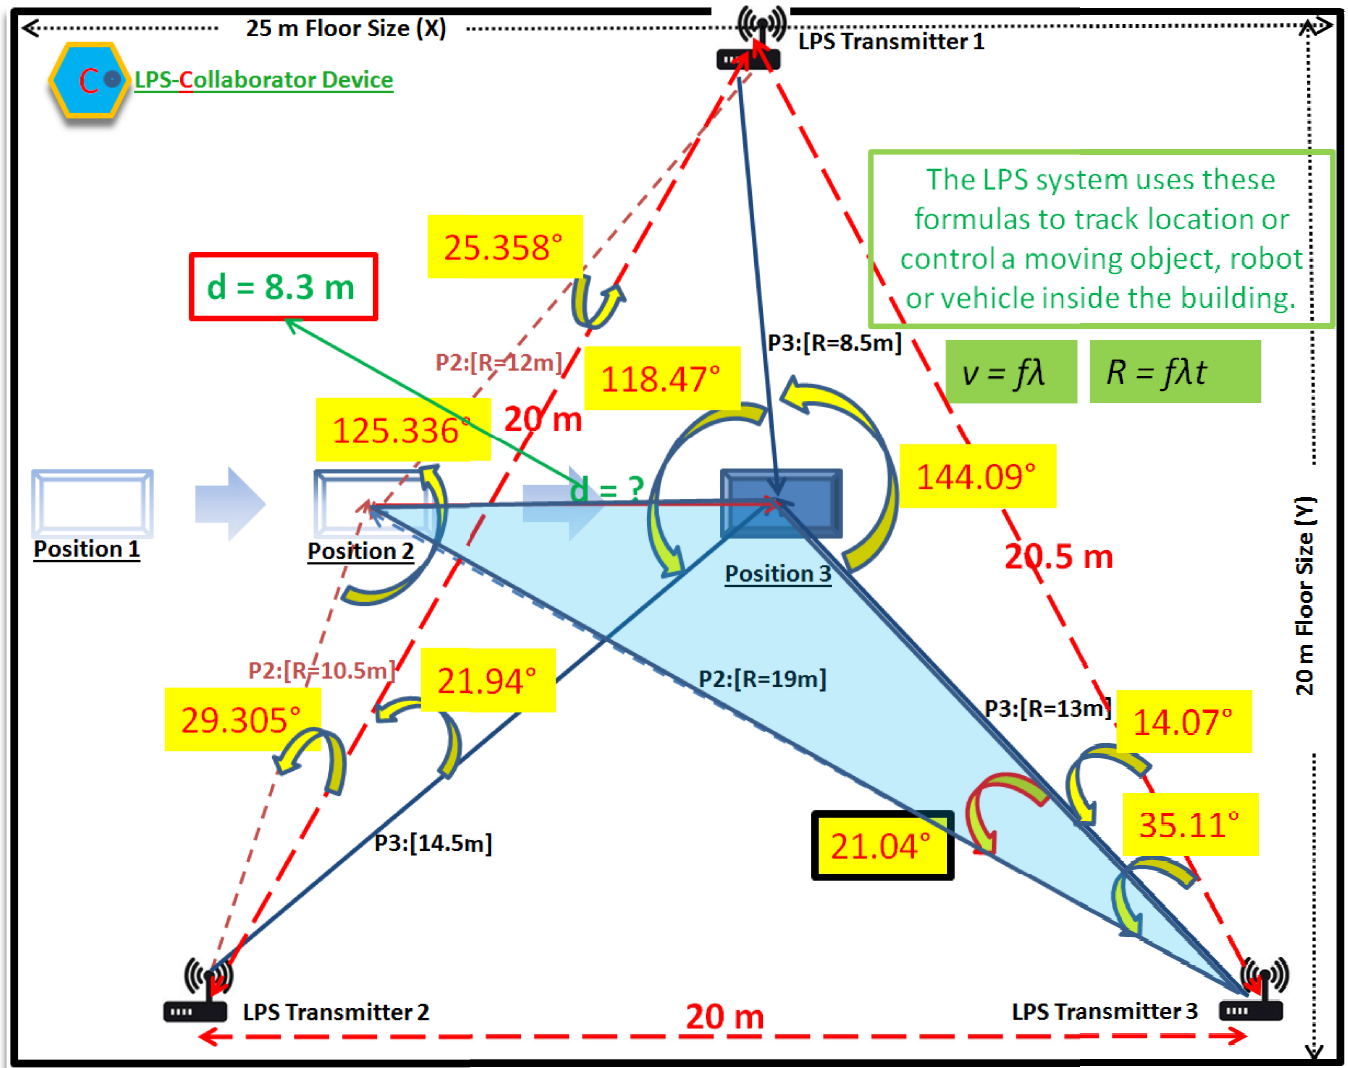 25 m Floor Size (X)
LPS Transmitter 1
C
LPS-Collaborator Device
20 m Floor Size (Y)
The LPS system uses these
formulas to track location or
control a moving object, robot
or vehicle inside the building.
25.358°
d = 8.3 m
P3:[R=8.5m]
v = fλ
R = fλt
P2:[R=12m]
118.47°
125.336°
20 m
144.09°
d = ?
Position 1
Position 2
Position 3
20.5 m
P2:[R=10.5m]
21.94°
P2:[R=19m]
29.305°
P3:[R=13m]
14.07°
35.11°
21.04°
P3:[14.5m]
LPS Transmitter 2
LPS Transmitter 3
20 m